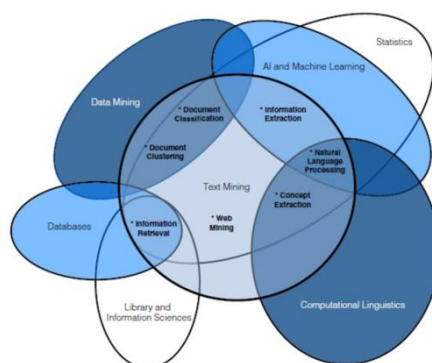 Statistics
AI and Machine Learning
Data Mining
* Document
Classification
* Information
Extraction
* Document
Clustering
* Natural
Language
Processing
Text Mining
* Concept
Extraction
* Web
Mining
Databases
* Information
Retrieval
Library and
Information Sciences
Computational Linguistics